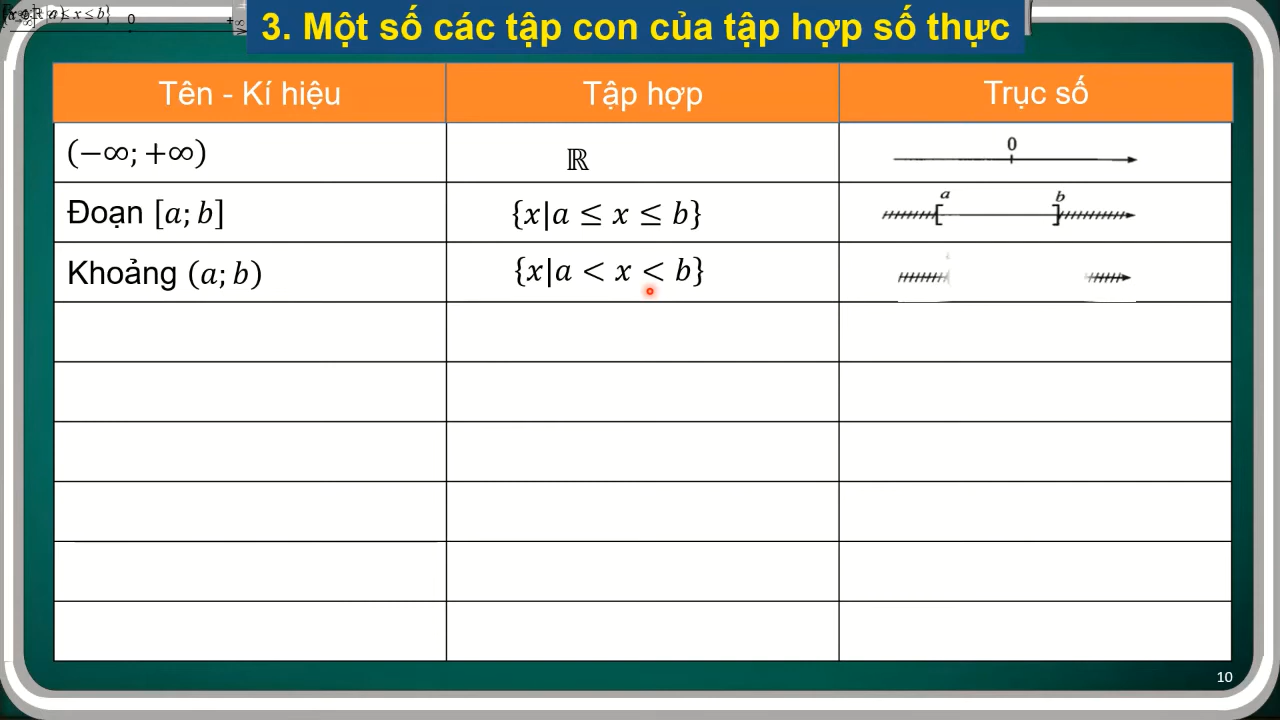 3. Một số các tập con của tập hợp số thực
Tên - Kí hiệu
Tập hợp
Trục số
(−∞; +∞)
ℝ
0
Đoạn [a; b]
{x|a ≤ x ≤ b}
a b
Khoảng (a; b)
{x|a < x < b}
10